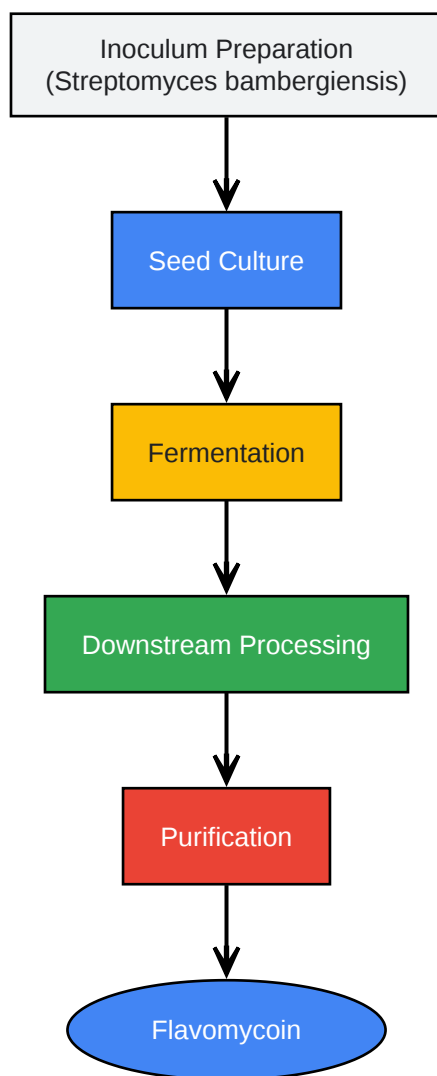 Inoculum Preparation
(Streptomyces bambergiensis)
Seed Culture
Fermentation
Downstream Processing
Purification
Flavomycoin